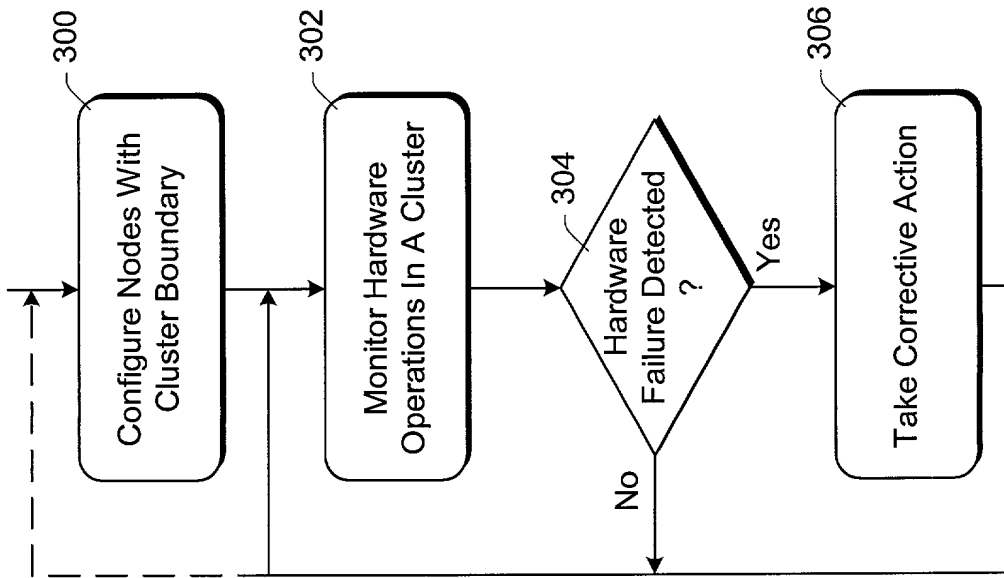 300
Configure Nodes With
Cluster Boundary
302
Monitor Hardware
Operations In A Cluster
304
Hardware
Failure Detected
?
No
Yes
306
Take Corrective Action